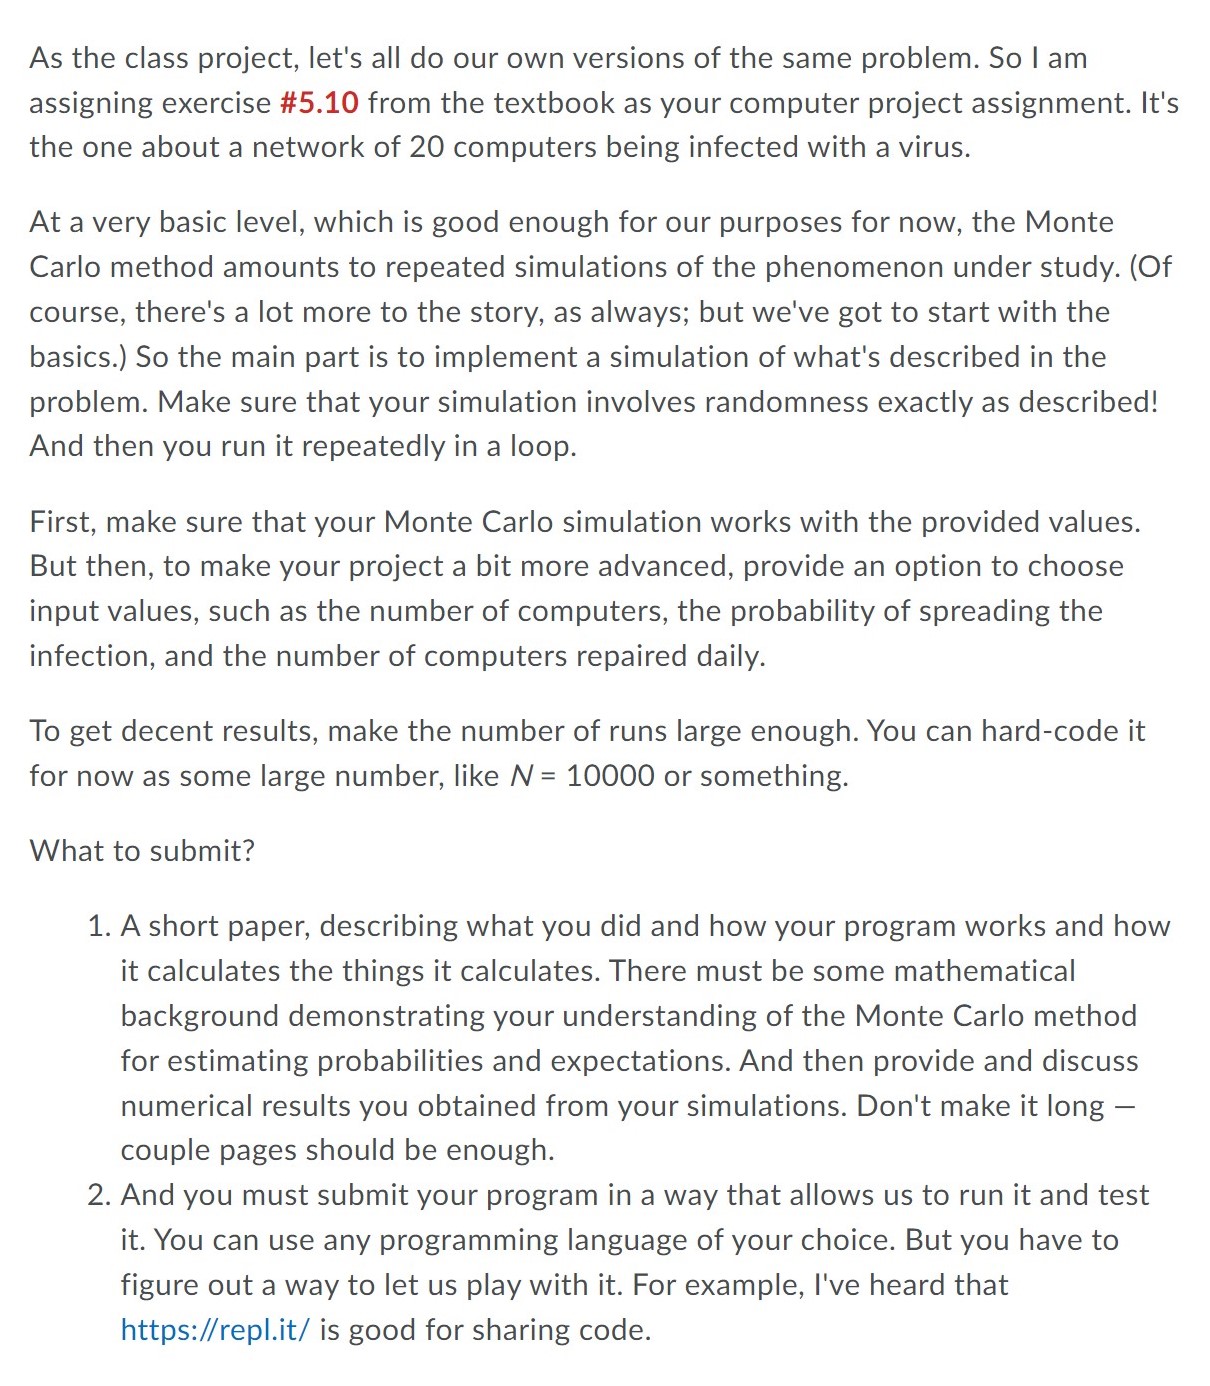 As the class project, let's all do our own versions of the same problem. So I am
assigning exercise #5.10 from the textbook as your computer project assignment. It's
the one about a network of 20 computers being infected with a virus.
At a very basic level, which is good enough for our purposes for now, the Monte
Carlo method amounts to repeated simulations of the phenomenon under study. (Of
course, there's a lot more to the story, as always; but we've got to start with the
basics.) So the main part is to implement a simulation of what's described in the
problem. Make sure that your simulation involves randomness exactly as described!
And then you run it repeatedly in a loop.
First, make sure that your Monte Carlo simulation works with the provided values.
But then, to make your project a bit more advanced, provide an option to choose
input values, such as the number of computers, the probability of spreading the
infection, and the number of computers repaired daily.
To get decent results, make the number of runs large enough. You can hard-code it
for now as some large number, like N = 10000 or something.
What to submit?
1. A short paper, describing what you did and how your program works and how
it calculates the things it calculates. There must be some mathematical
background demonstrating your understanding of the Monte Carlo method
for estimating probabilities and expectations. And then provide and discuss
numerical results you obtained from your simulations. Don't make it long —
couple pages should be enough.
2. And you must submit your program in a way that allows us to run it and test
it. You can use any programming language of your choice. But you have to
figure out a way to let us play with it. For example, I've heard that
https://repl.it/ is good for sharing code.